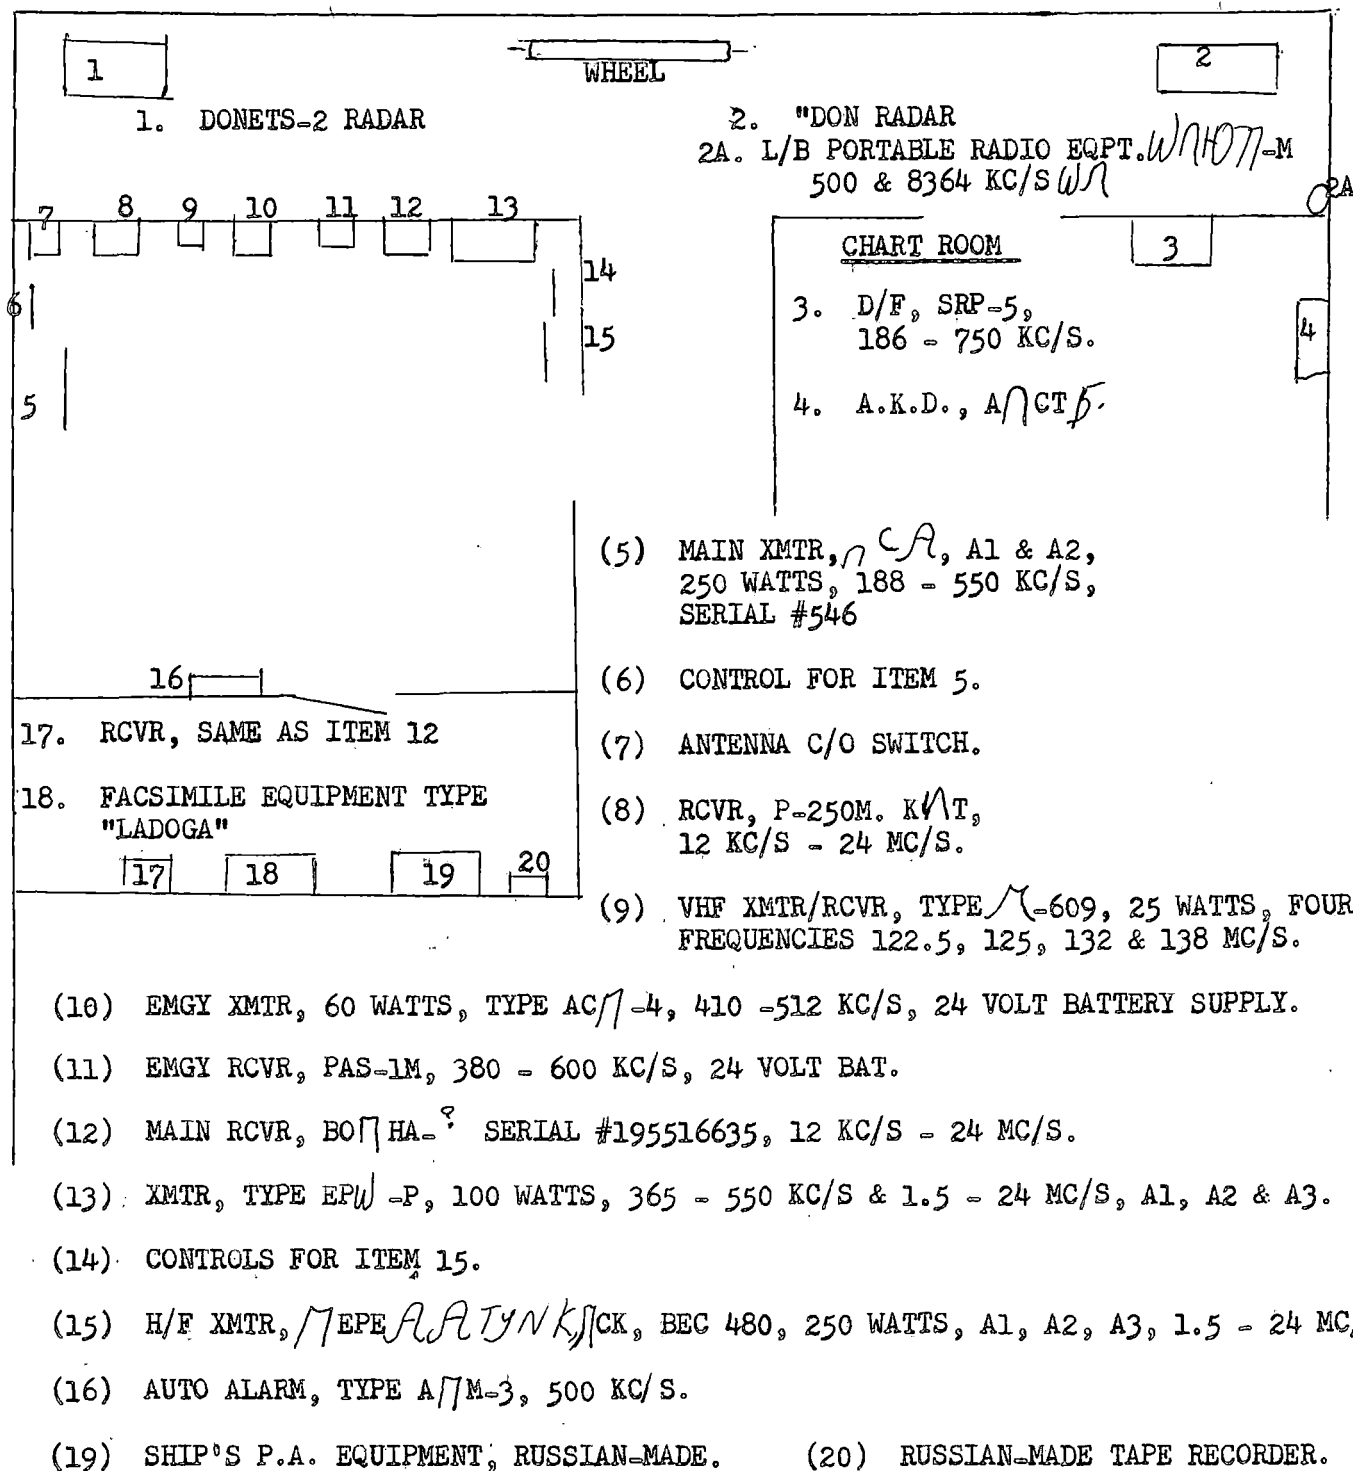 1
WHEEL
2
1. DONETS-2 RADAR
2. "DON RADAR
2A. L/B PORTABLE RADIO EQPT. -M
500 & 8364 KC/S
2A
7 8 9 10 11 12 13
CHART ROOM
3
14
6
3. D/F, SRP-5,
186 - 750 KC/S.
4
15
5
4. A.K.D.,
(5) MAIN XMTR, ПСА, A1 & A2,
250 WATTS, 188 - 550 KC/S,
SERIAL #546
16
(6) CONTROL FOR ITEM 5.
17. RCVR, SAME AS ITEM 12
(7) ANTENNA C/O SWITCH.
18. FACSIMILE EQUIPMENT TYPE
"LADOGA"
(8) RCVR, P-250M. КИТ,
12 KC/S - 24 MC/S.
17 18 19 20
(9) VHF XMTR/RCVR, TYPE -609, 25 WATTS, FOUR
FREQUENCIES 122.5, 125, 132 & 138 MC/S.
(10) EMGY XMTR, 60 WATTS, TYPE АСП-4, 410 -512 KC/S, 24 VOLT BATTERY SUPPLY.
(11) EMGY RCVR, PAS-1M, 380 - 600 KC/S, 24 VOLT BAT.
(12) MAIN RCVR, ВОПНА-? SERIAL #195516635, 12 KC/S - 24 MC/S.
(13) XMTR, TYPE ЕРШ-Р, 100 WATTS, 365 - 550 KC/S & 1.5 - 24 MC/S, A1, A2 & A3.
(14) CONTROLS FOR ITEM 15.
(15) H/F XMTR, BEC 480, 250 WATTS, A1, A2, A3, 1.5 - 24 MC/
(16) AUTO ALARM, TYPE АПМ-3, 500 KC/S.
(19) SHIP'S P.A. EQUIPMENT, RUSSIAN-MADE. (20) RUSSIAN-MADE TAPE RECORDER.